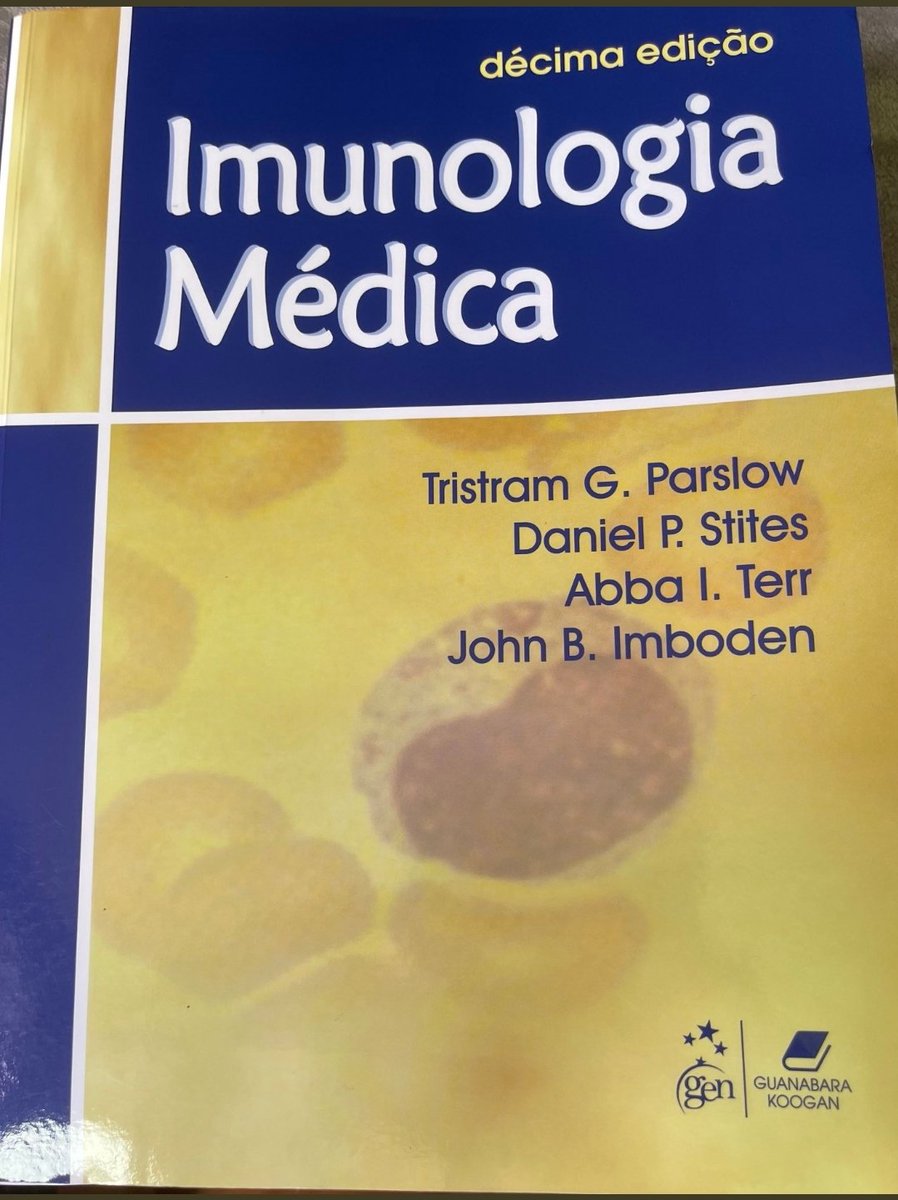 décima edição
Imunologia
Médica
Tristram G. Parslow
Daniel P. Stites
Abba I. Terr
John B. Imboden
gen
GUANABARA
KOOGAN